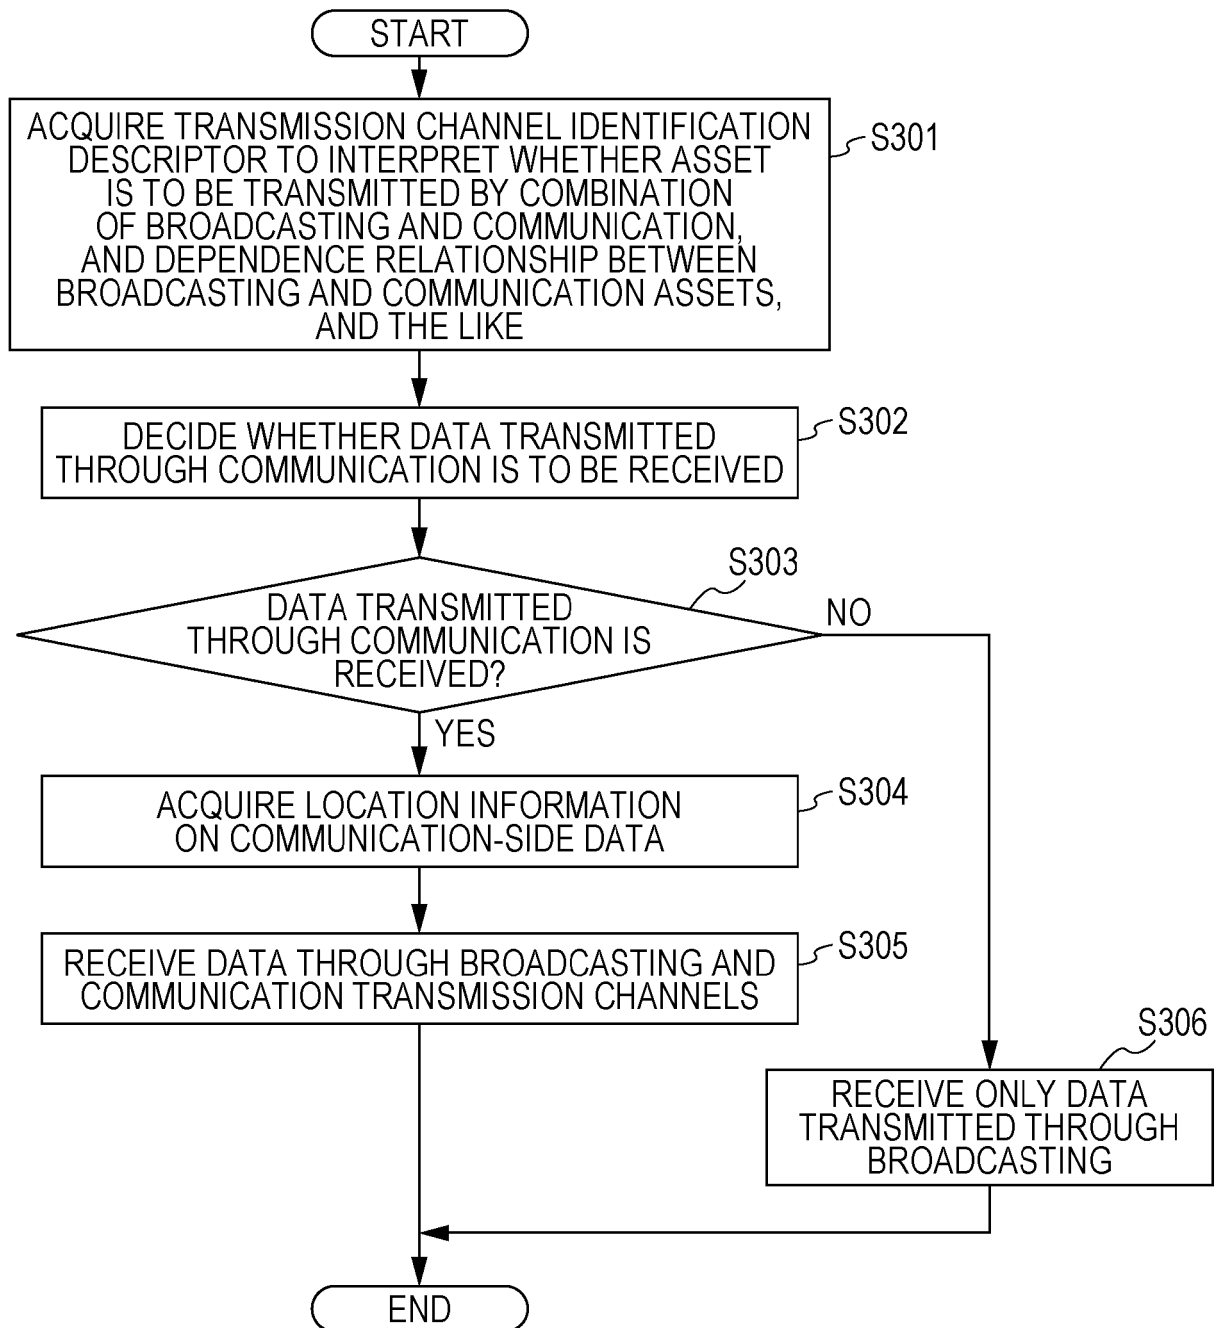 START
ACQUIRE TRANSMISSION CHANNEL IDENTIFICATION
DESCRIPTOR TO INTERPRET WHETHER ASSET
IS TO BE TRANSMITTED BY COMBINATION
OF BROADCASTING AND COMMUNICATION,
AND DEPENDENCE RELATIONSHIP BETWEEN
BROADCASTING AND COMMUNICATION ASSETS,
AND THE LIKE
S301
DECIDE WHETHER DATA TRANSMITTED
THROUGH COMMUNICATION IS TO BE RECEIVED
S302
DATA TRANSMITTED
THROUGH COMMUNICATION IS
RECEIVED?
S303
NO
YES
ACQUIRE LOCATION INFORMATION
ON COMMUNICATION-SIDE DATA
S304
RECEIVE DATA THROUGH BROADCASTING AND
COMMUNICATION TRANSMISSION CHANNELS
S305
RECEIVE ONLY DATA
TRANSMITTED THROUGH
BROADCASTING
S306
END